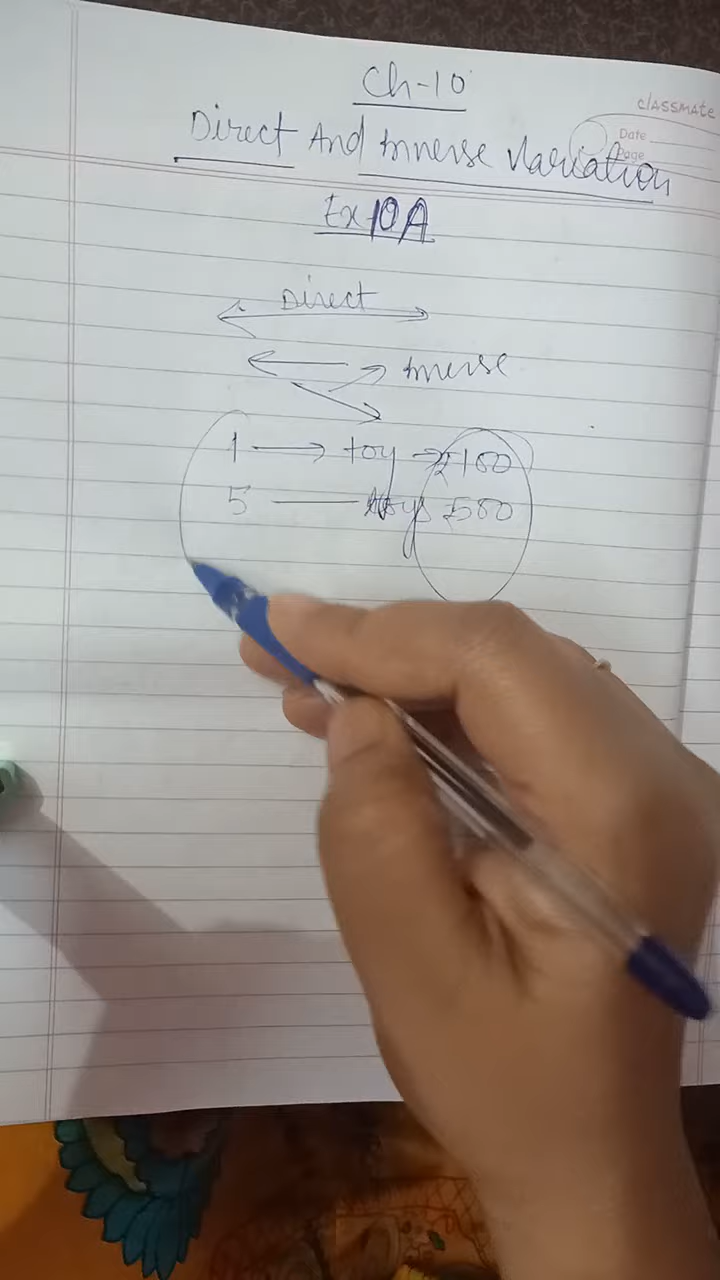 Ch-10
classmate
Date
Page
Direct And Inverse Variation
Ex 10A
Direct
Inverse
1 → toy → ₹100
5 — toys 500